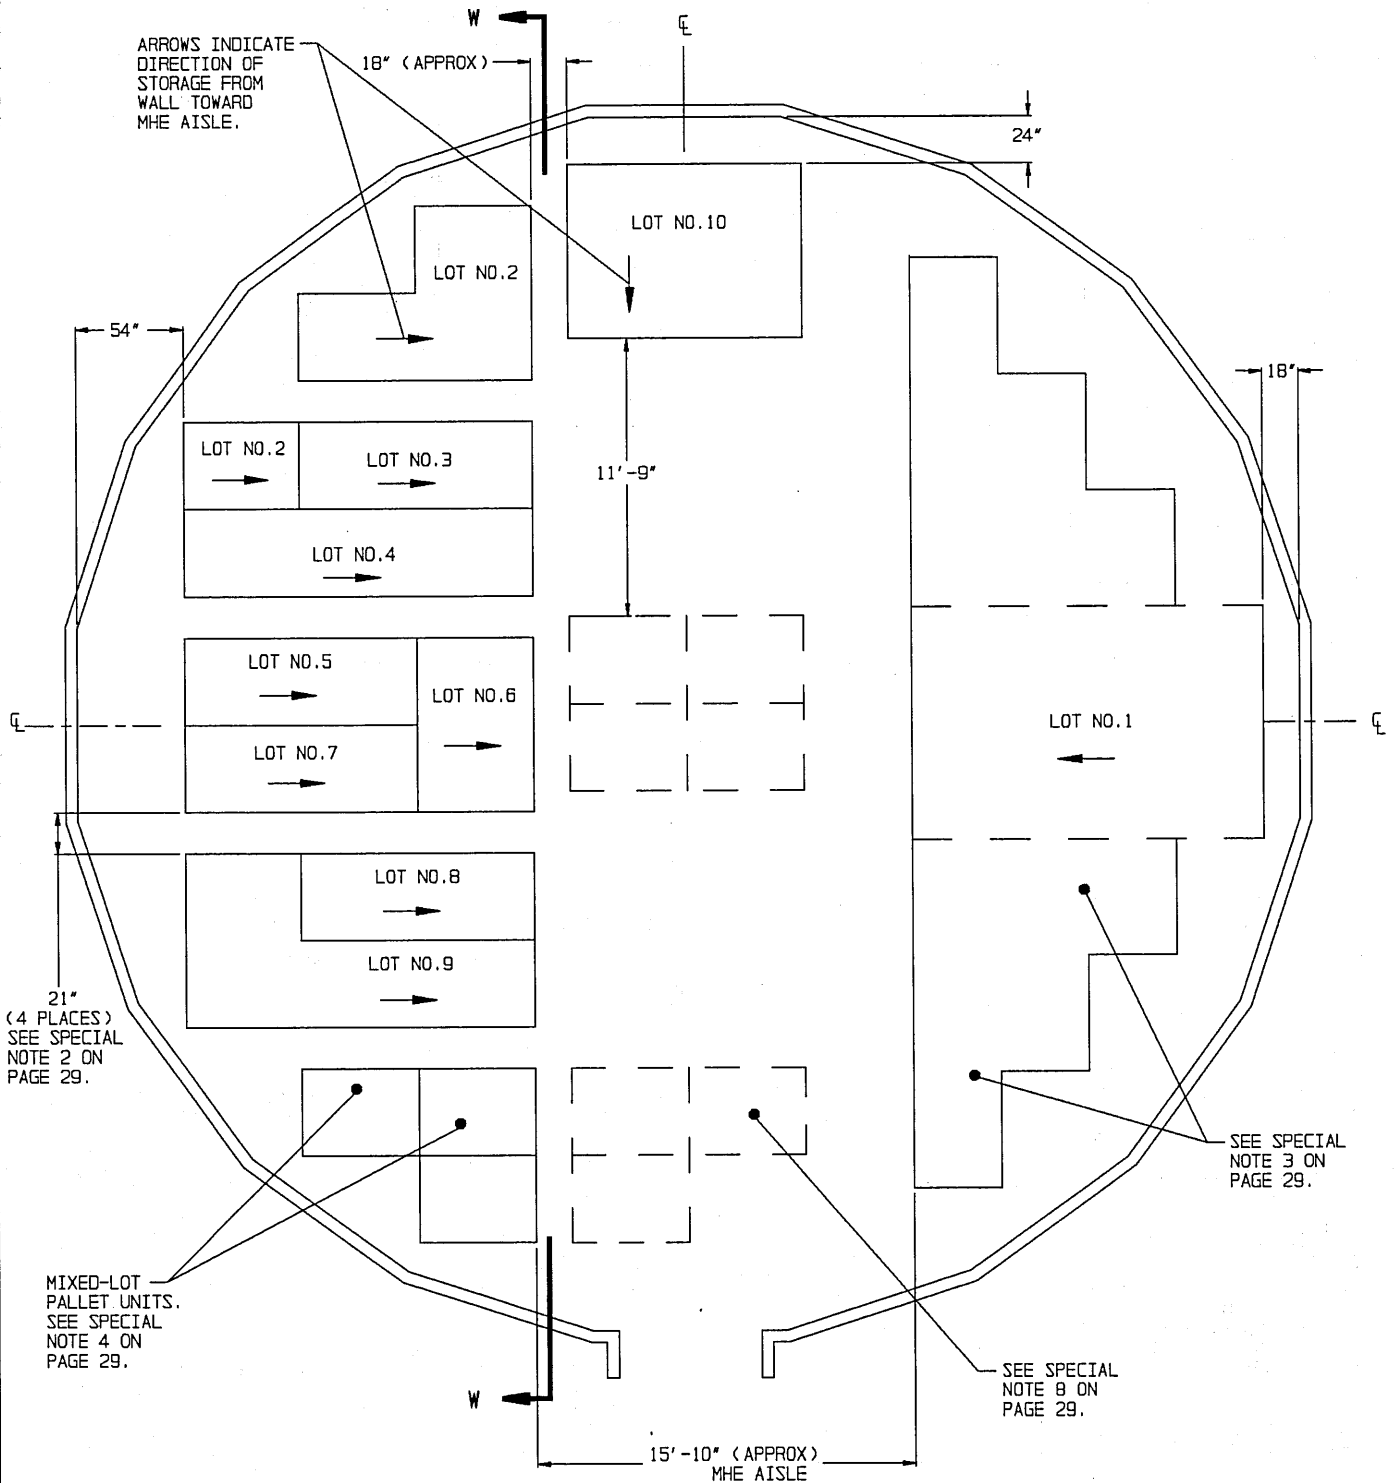 W
℄
ARROWS INDICATE
DIRECTION OF
STORAGE FROM
WALL TOWARD
MHE AISLE.
18" (APPROX)
24"
LOT NO.10
LOT NO.2
54"
18"
LOT NO.2
LOT NO.3
11'-9"
LOT NO.4
LOT NO.5
LOT NO.6
℄
LOT NO.1
℄
LOT NO.7
LOT NO.8
LOT NO.9
21"
(4 PLACES)
SEE SPECIAL
NOTE 2 ON
PAGE 29.
SEE SPECIAL
NOTE 3 ON
PAGE 29.
MIXED-LOT
PALLET UNITS.
SEE SPECIAL
NOTE 4 ON
PAGE 29.
SEE SPECIAL
NOTE 8 ON
PAGE 29.
W
15'-10" (APPROX)
MHE AISLE